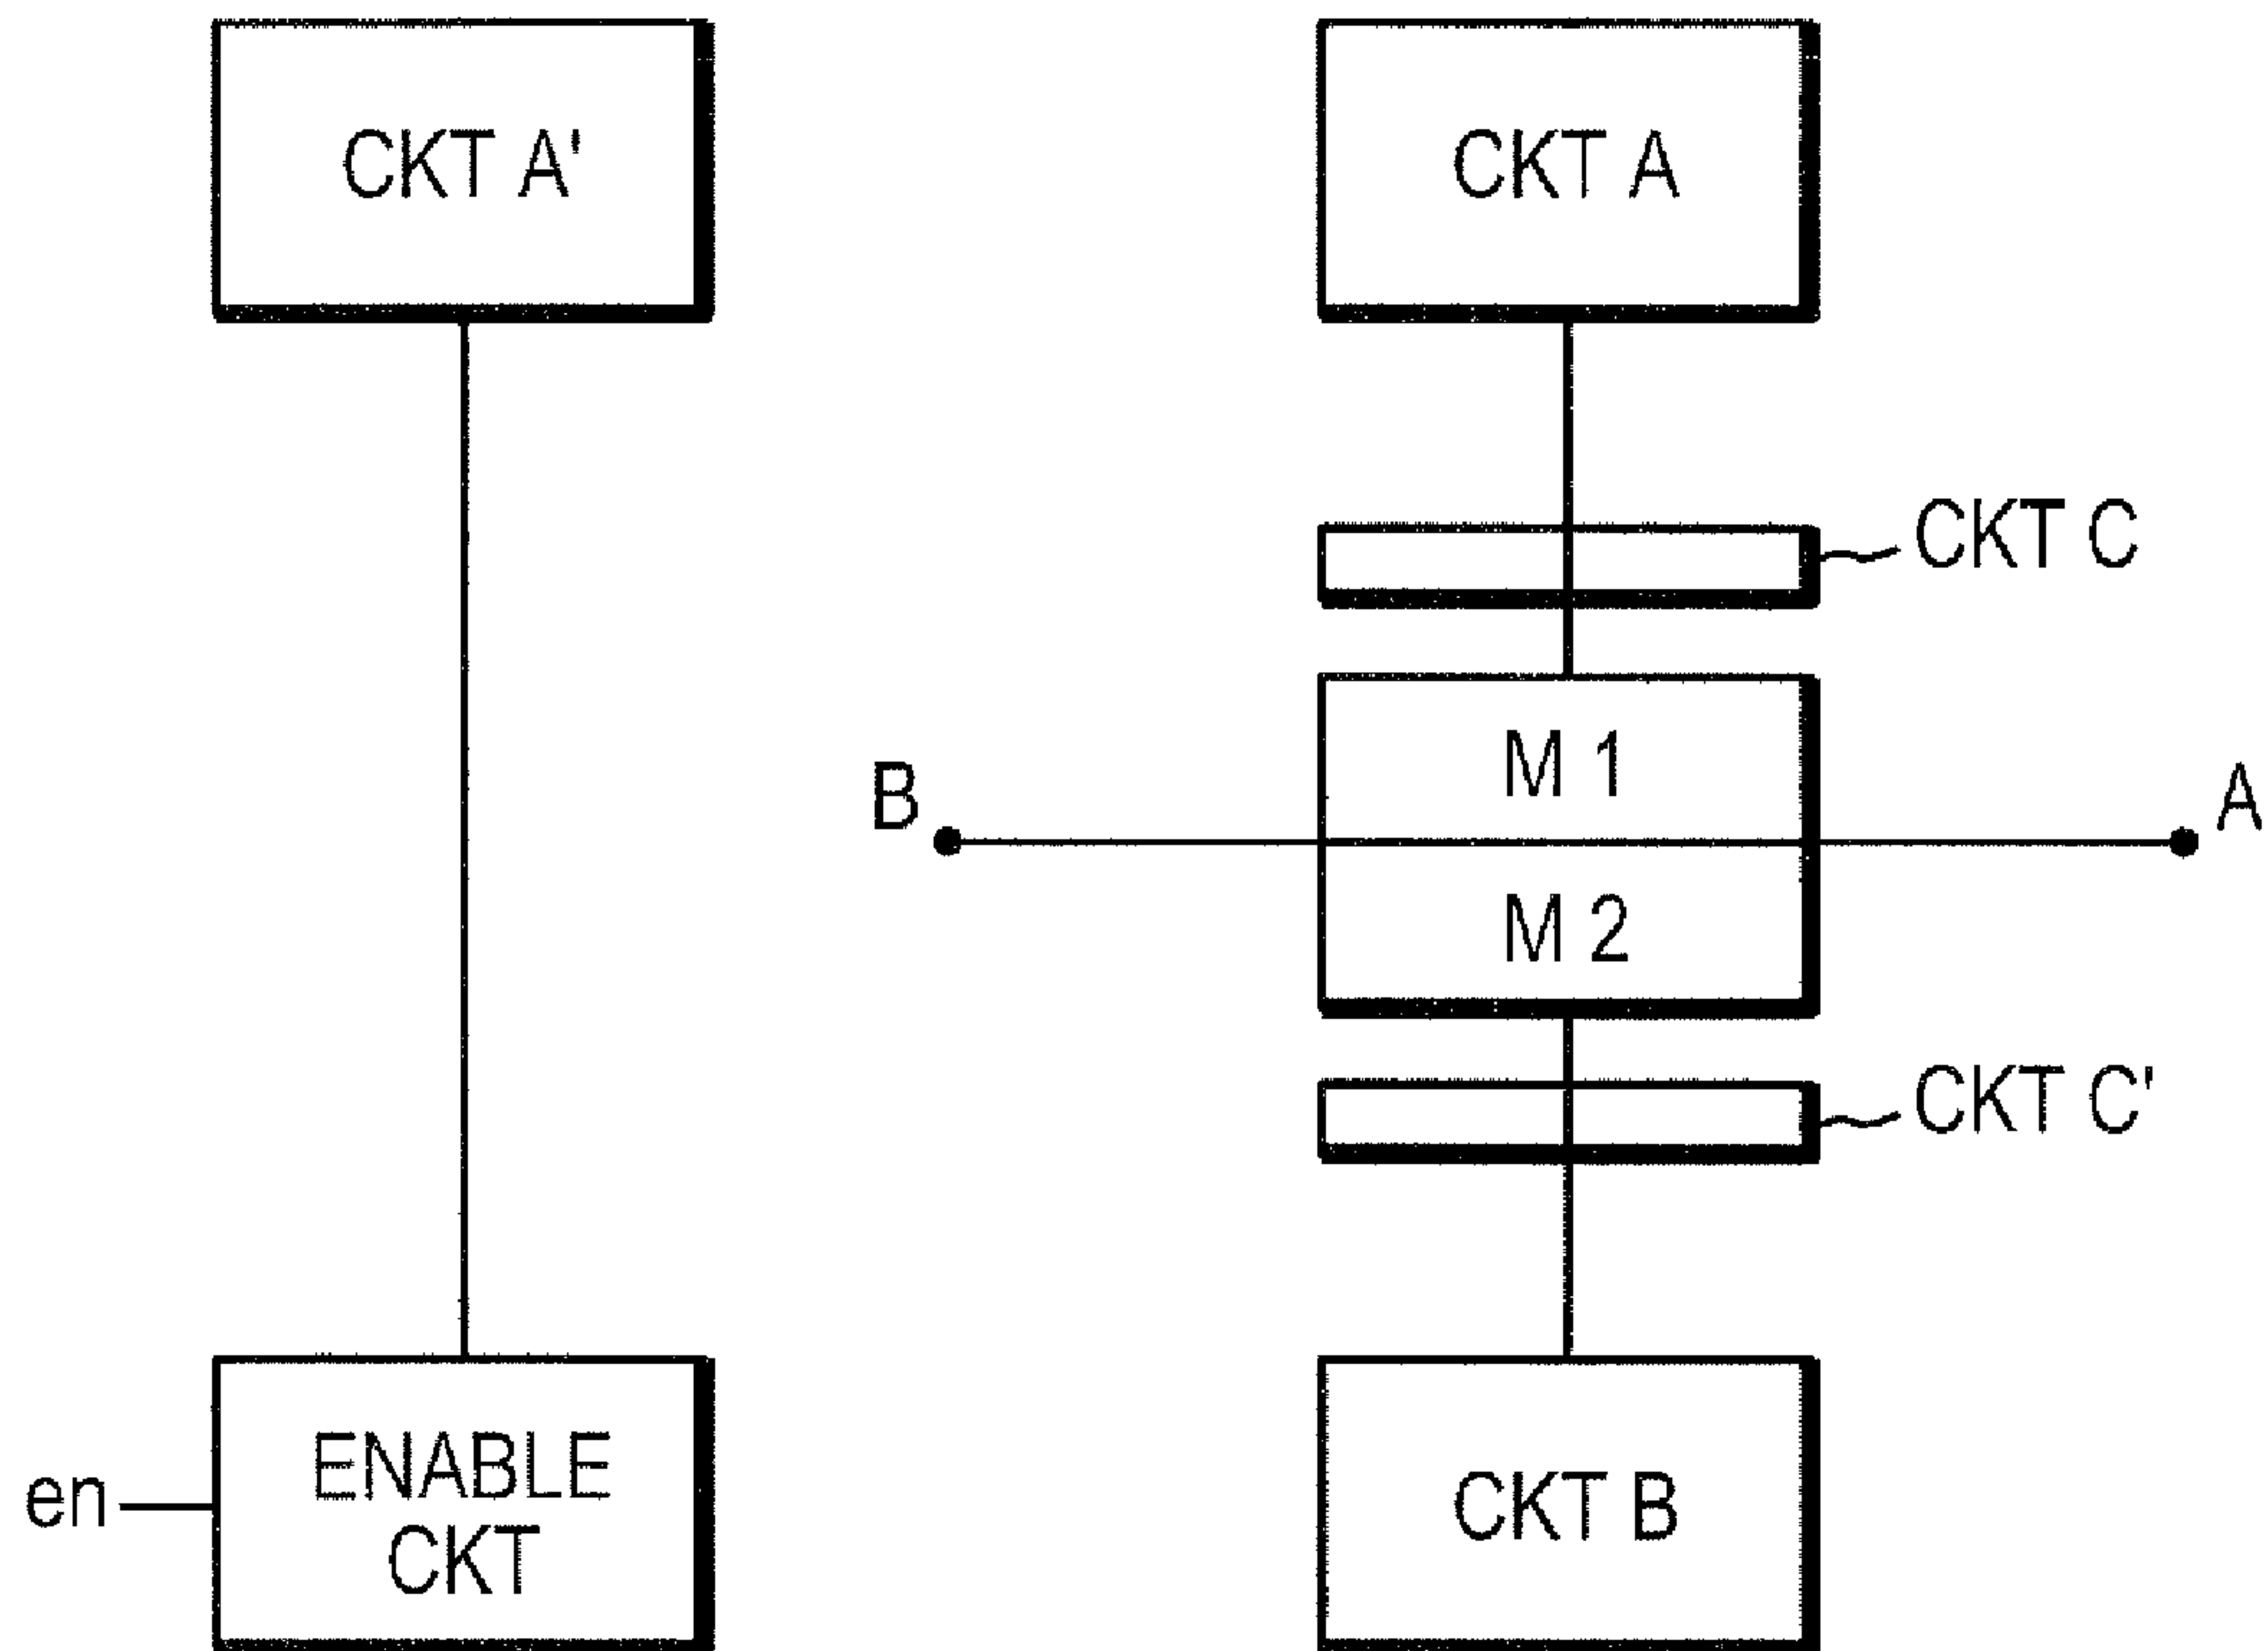 CKT A'
CKT A
CKT C
M 1
B
A
M 2
CKT C'
en
ENABLE
CKT
CKT B